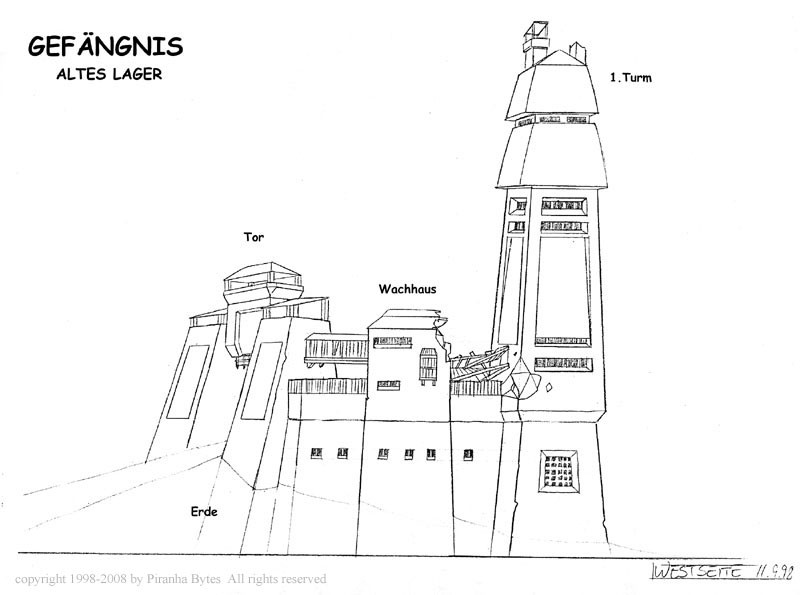 GEFÄNGNIS
ALTES LAGER
1.Turm
Tor
Wachhaus
Erde
WESTSEITE 11.9.98
copyright 1998-2008 by Piranha Bytes All rights reserved